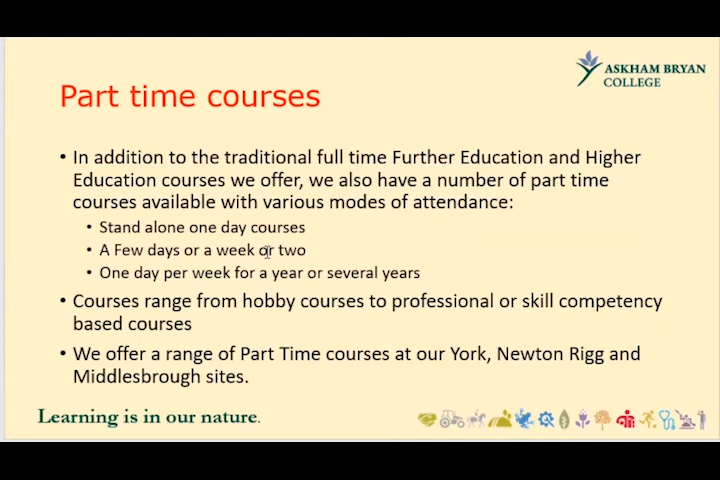 ASKHAM BRYAN
COLLEGE
Part time courses
• In addition to the traditional full time Further Education and Higher
Education courses we offer, we also have a number of part time
courses available with various modes of attendance:
• Stand alone one day courses
• A Few days or a week or two
• One day per week for a year or several years
• Courses range from hobby courses to professional or skill competency
based courses
• We offer a range of Part Time courses at our York, Newton Rigg and
Middlesbrough sites.
Learning is in our nature.